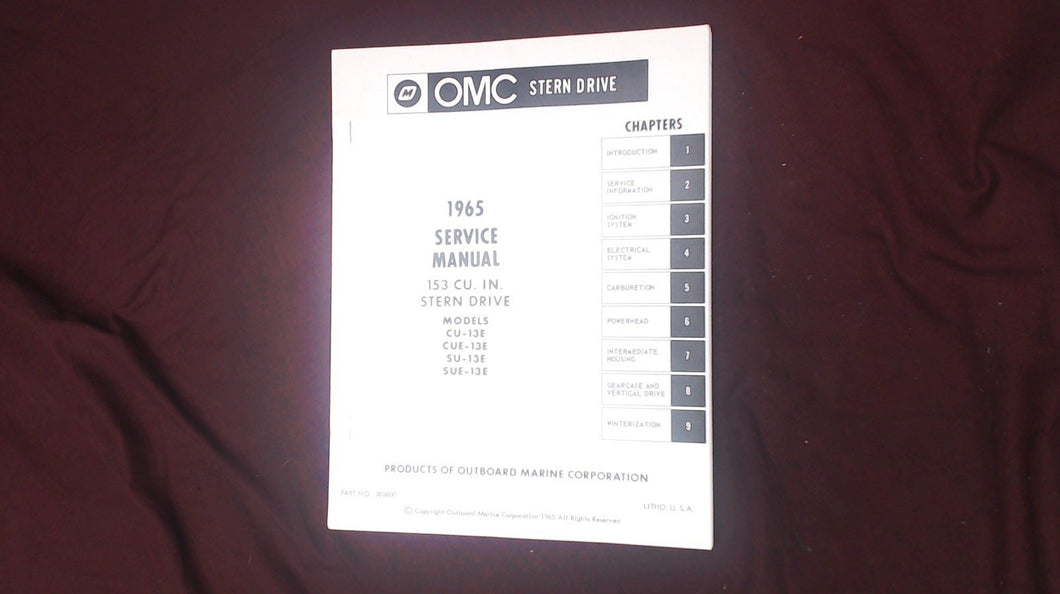 OMC STERN DRIVE
CHAPTERS
INTRODUCTION 1
SERVICE
INFORMATION 2
IGNITION
SYSTEM 3
ELECTRICAL
SYSTEM 4
CARBURETION 5
POWERHEAD 6
INTERMEDIATE
HOUSING 7
GEARCASE AND
VERTICAL DRIVE 8
WINTERIZATION 9
1965
SERVICE
MANUAL
153 CU. IN.
STERN DRIVE
MODELS
CU-13E
CUE-13E
SU-13E
SUE-13E
PRODUCTS OF OUTBOARD MARINE CORPORATION
PART NO.
LITHO. U.S.A.
© Copyright Outboard Marine Corporation 1965 All Rights Reserved